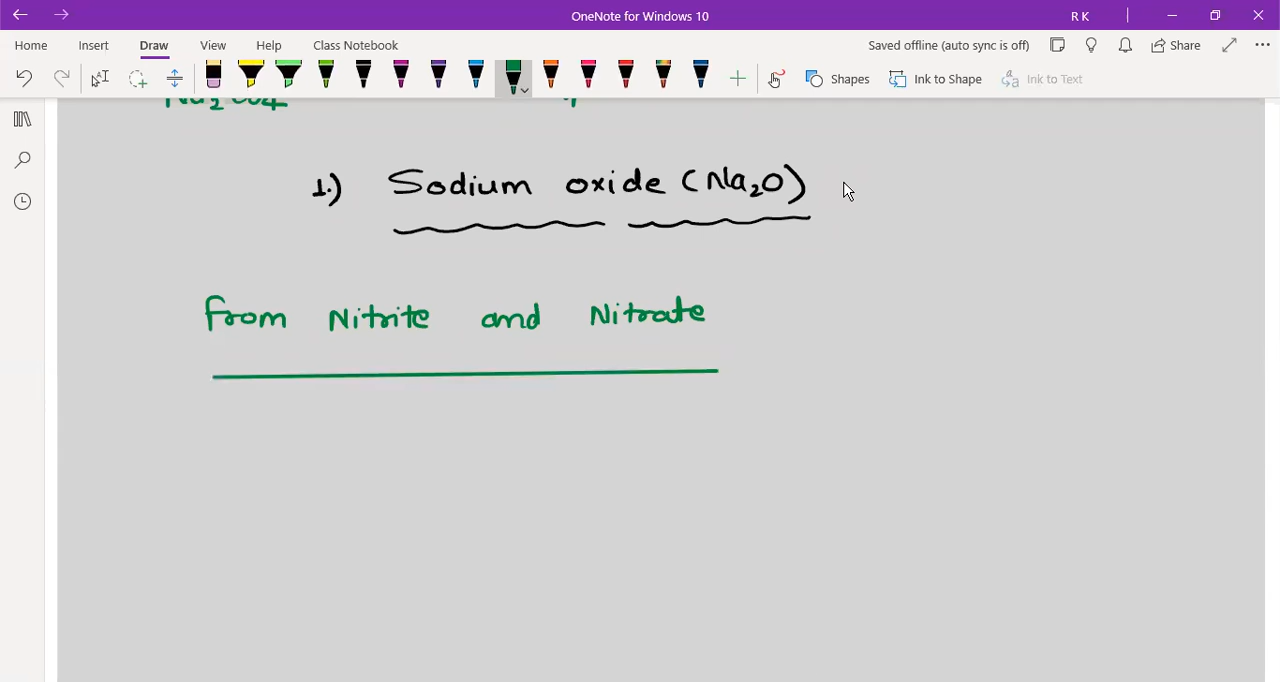 OneNote for Windows 10
R K
Home Insert Draw View Help Class Notebook
Saved offline (auto sync is off) Share
Shapes Ink to Shape Ink to Text
1.) Sodium oxide (Na₂O)
From Nitrite and Nitrate